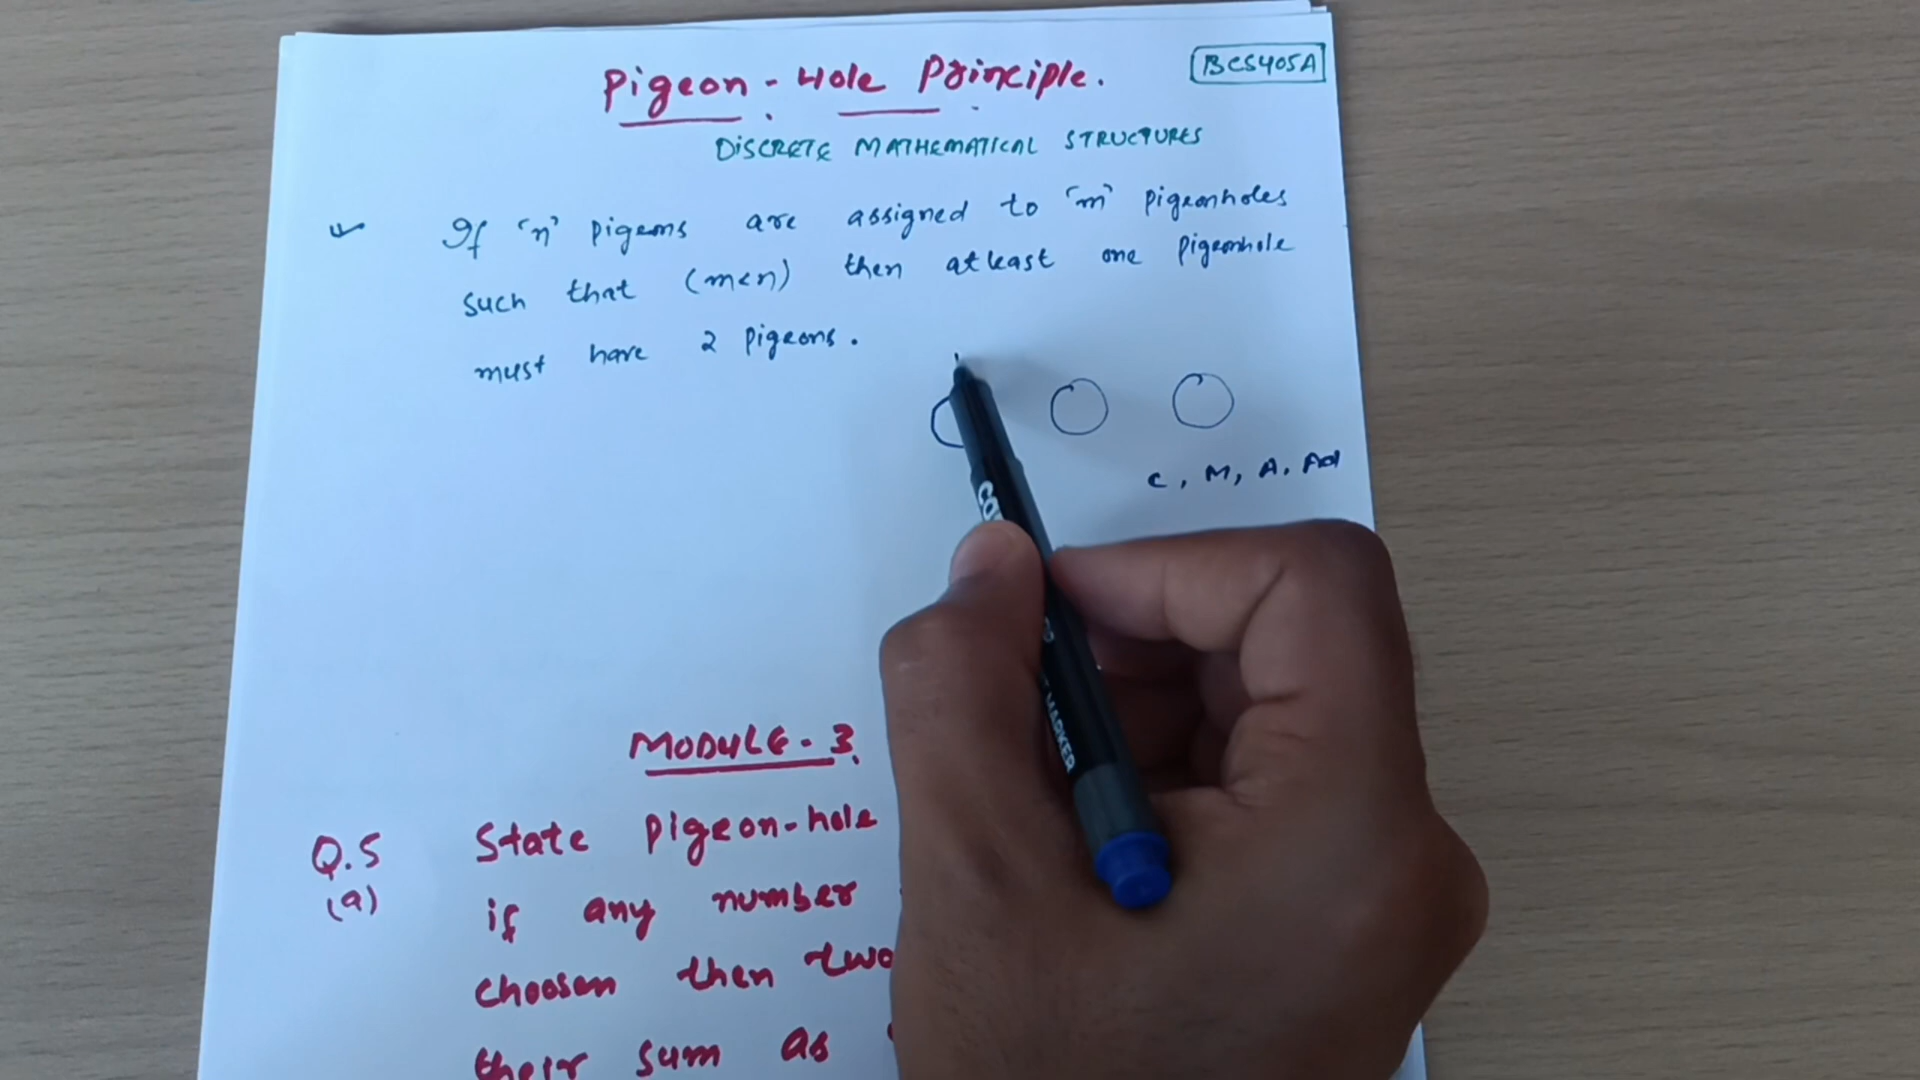 Pigeon - Hole Principle.
BCS405A
DISCRETE MATHEMATICAL STRUCTURES
If 'n' pigeons are assigned to 'm' pigeonholes
such that (m<n) then atleast one pigeonhole
must have 2 pigeons.
C, M, A, Adi
MODULE - 3
Q.5 State pigeon-hole
(a) if any number
choosen then two
their sum as
MARKER